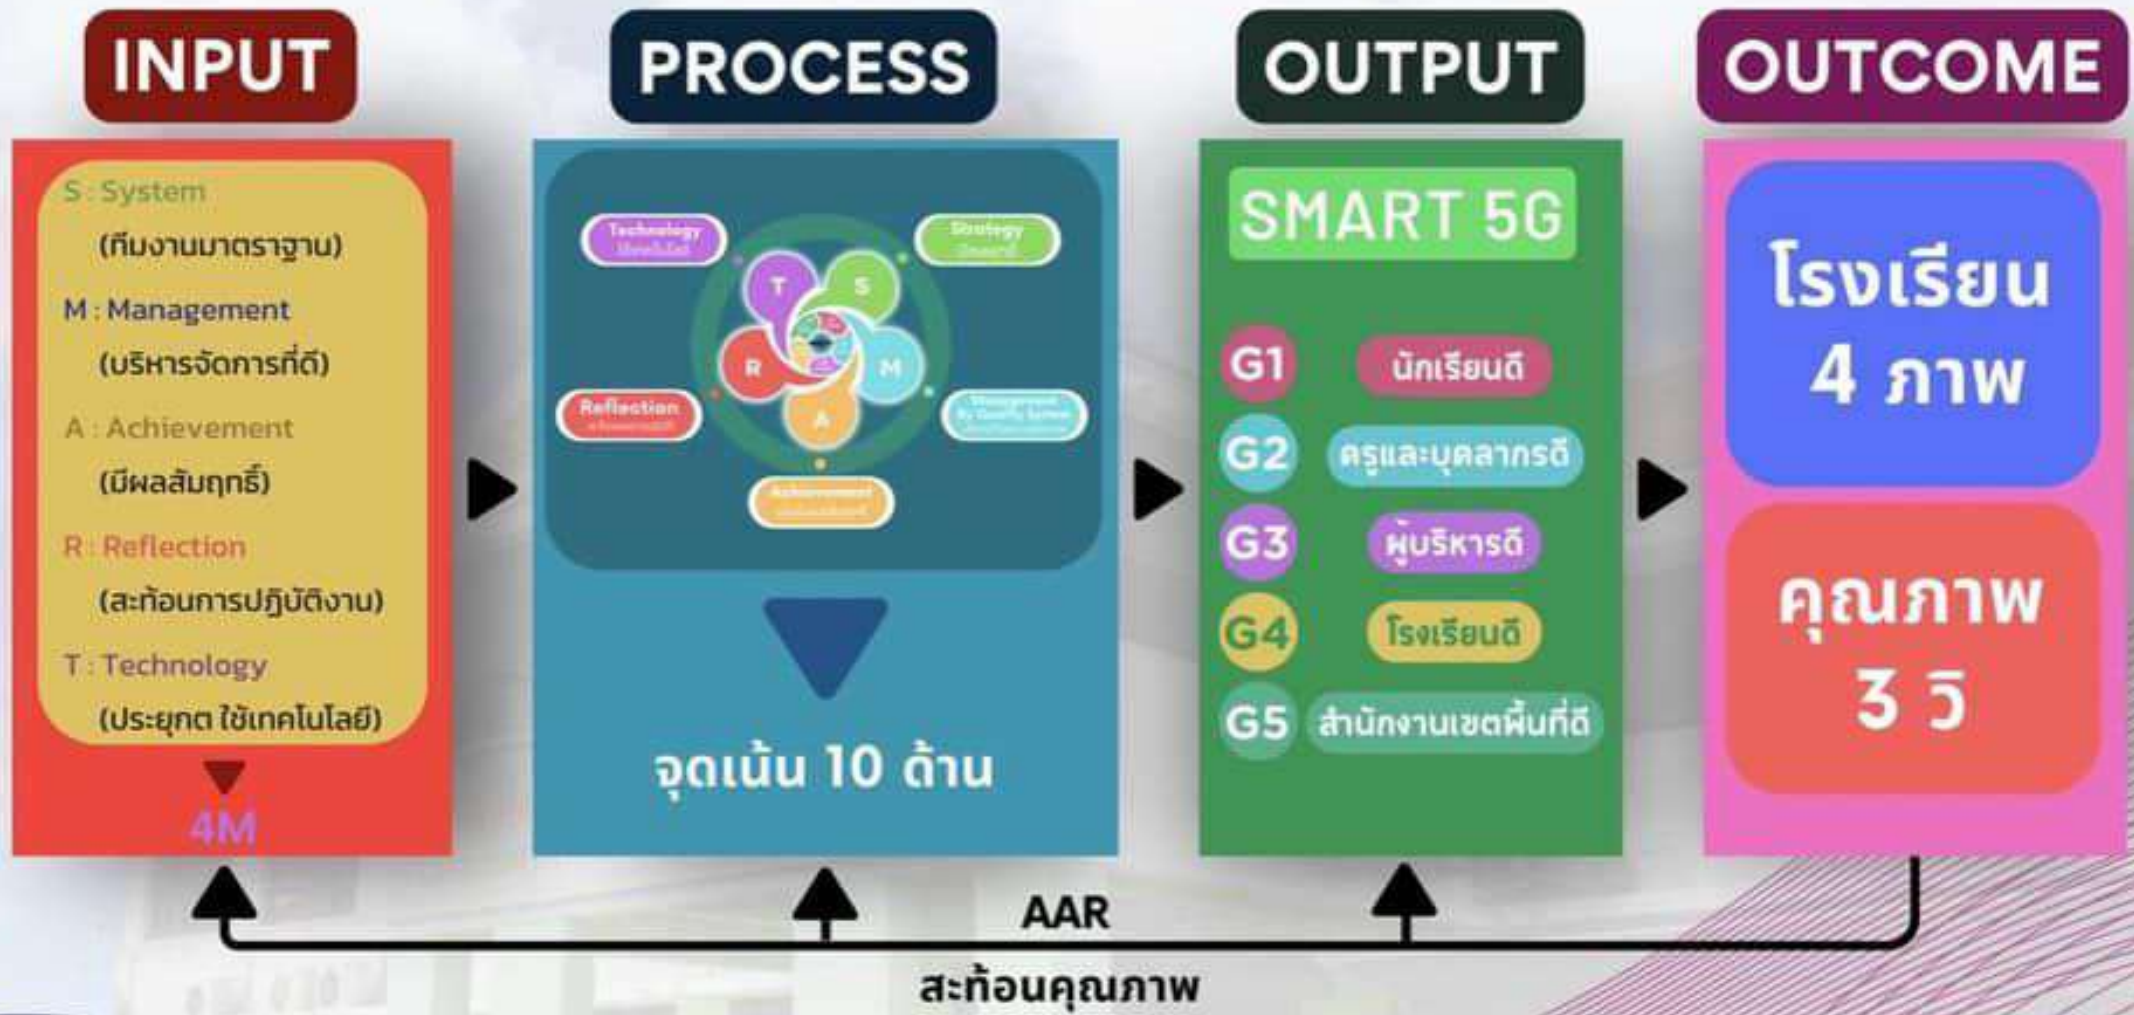 INPUT
S : System
(ทีมงานมาตราฐาน)
M : Management
(บริหารจัดการที่ดี)
A : Achievement
(มีผลสัมฤทธิ์)
R : Reflection
(สะท้อนการปฏิบัติงาน)
T : Technology
(ประยุกต ใช้เทคโนโลยี)
4M
PROCESS
Technology
Strategy
T
S
R
M
A
Reflection
Management
By Quality System
Achievement
จุดเน้น 10 ด้าน
OUTPUT
SMART 5G
G1 นักเรียนดี
G2 ครูและบุคลากรดี
G3 ผู้บริหารดี
G4 โรงเรียนดี
G5 สำนักงานเขตพื้นที่ดี
OUTCOME
โรงเรียน
4 ภาพ
คุณภาพ
3 วิ
AAR
สะท้อนคุณภาพ